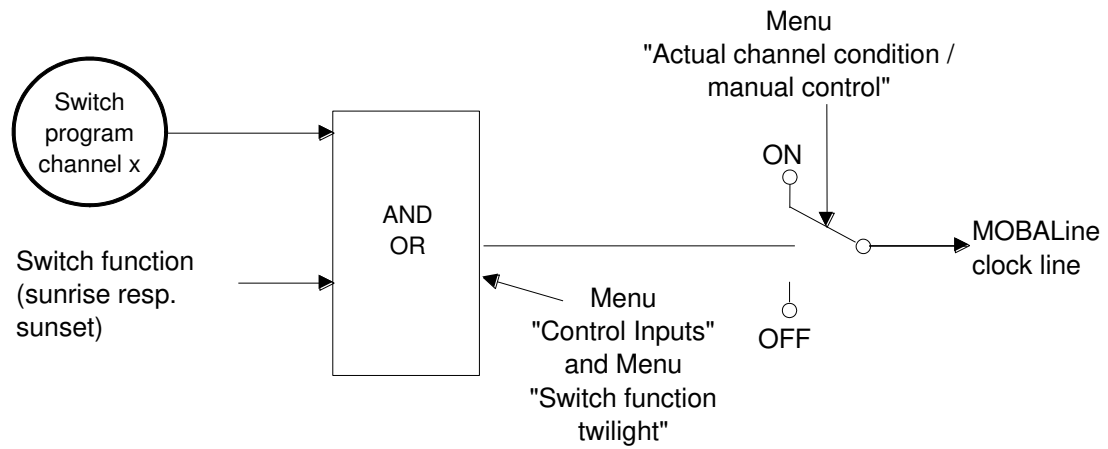 Menu
"Actual channel condition /
manual control"
Switch
program
channel x
ON
AND
OR
MOBALine
clock line
Switch function
(sunrise resp.
sunset)
Menu
"Control Inputs"
and Menu
"Switch function
twilight"
OFF